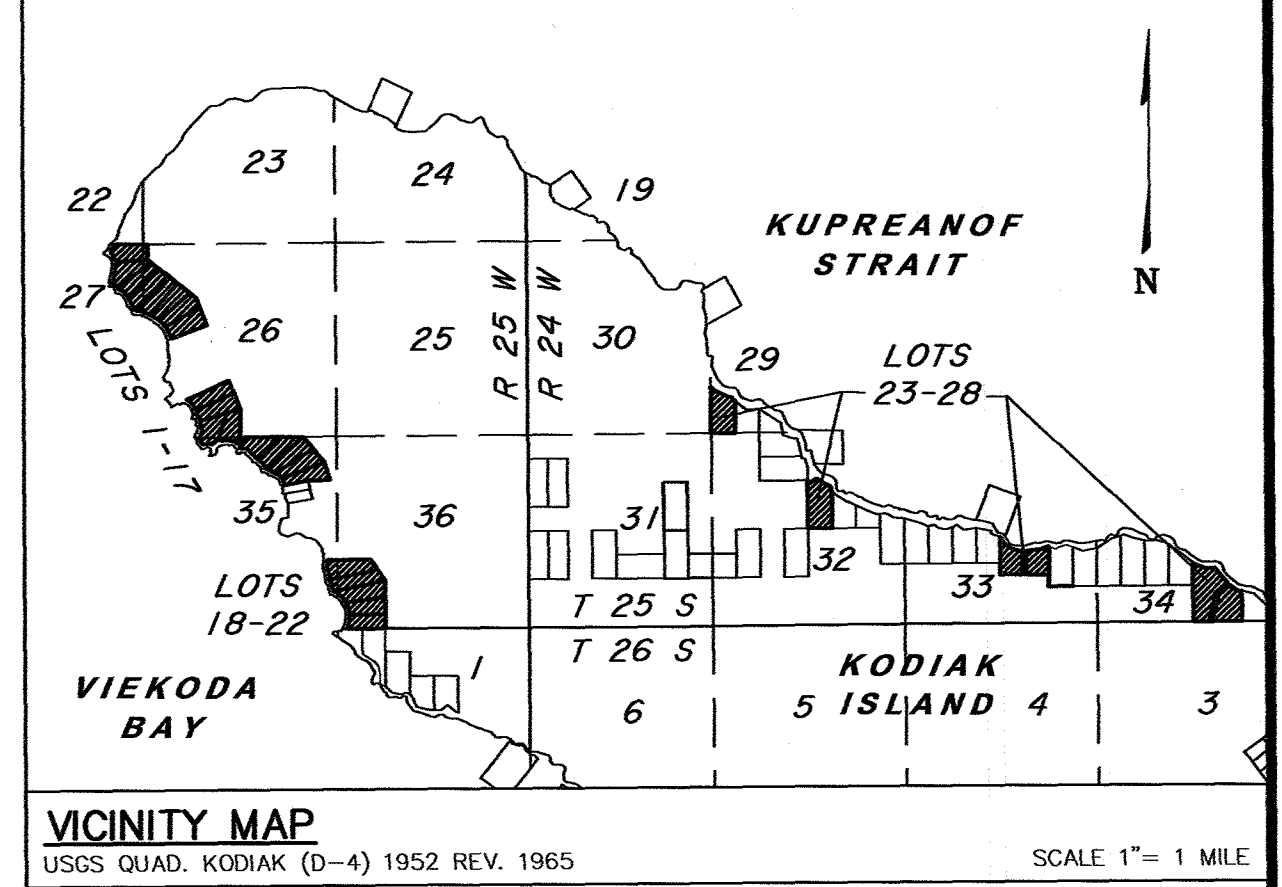 23
24
19
22
KUPREANOF
STRAIT
N
27
26
25
R 25 W
R 24 W
30
29
LOTS
23-28
LOTS 1-17
35
36
31
32
33
34
LOTS
18-22
T 25 S
T 26 S
1
VIEKODA
BAY
6
5
KODIAK
ISLAND
4
3
VICINITY MAP
USGS QUAD. KODIAK (D-4) 1952 REV. 1965
SCALE 1"= 1 MILE